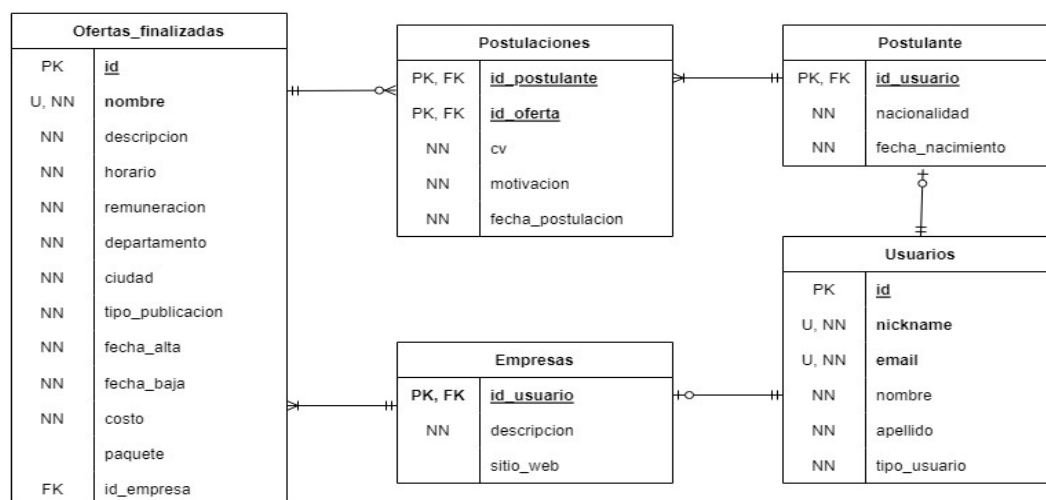 Ofertas_finalizadas
PK id
U, NN nombre
NN descripcion
NN horario
NN remuneracion
NN departamento
NN ciudad
NN tipo_publicacion
NN fecha_alta
NN fecha_baja
NN costo
paquete
FK id_empresa
Postulaciones
PK, FK id_postulante
PK, FK id_oferta
NN cv
NN motivacion
NN fecha_postulacion
Postulante
PK, FK id_usuario
NN nacionalidad
NN fecha_nacimiento
Empresas
PK, FK id_usuario
NN descripcion
sitio_web
Usuarios
PK id
U, NN nickname
U, NN email
NN nombre
NN apellido
NN tipo_usuario